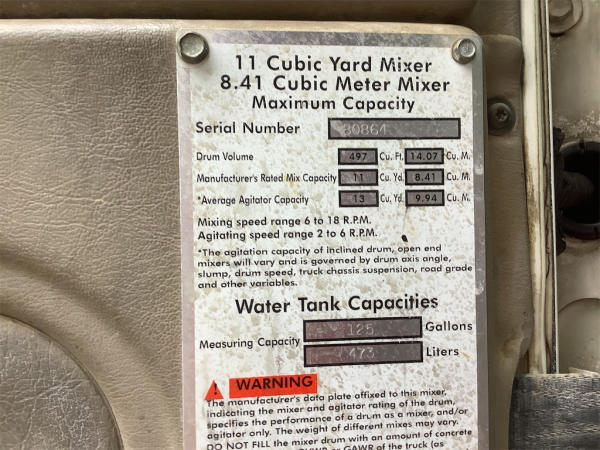 11 Cubic Yard Mixer
8.41 Cubic Meter Mixer
Maximum Capacity
Serial Number 80864
Drum Volume 497 Cu. Ft. 14.07 Cu. M.
Manufacturer's Rated Mix Capacity 11 Cu. Yd. 8.41 Cu. M.
*Average Agitator Capacity 13 Cu. Yd. 9.94 Cu. M.
Mixing speed range 6 to 18 R.P.M.
Agitating speed range 2 to 6 R.P.M.
*The agitation capacity of inclined drum, open end
mixers will vary and is governed by drum axis angle,
slump, drum speed, truck chassis suspension, road grade
and other variables.
Water Tank Capacities
Measuring Capacity 125 Gallons
473 Liters
WARNING
The manufacturer's data plate affixed to this mixer,
indicating the mixer and agitator rating of the drum,
specifies the performance of a drum as a mixer, and/or
agitator only. The weight of different mixes may vary.
DO NOT FILL the mixer drum with an amount of concrete
or GAWR of the truck (as